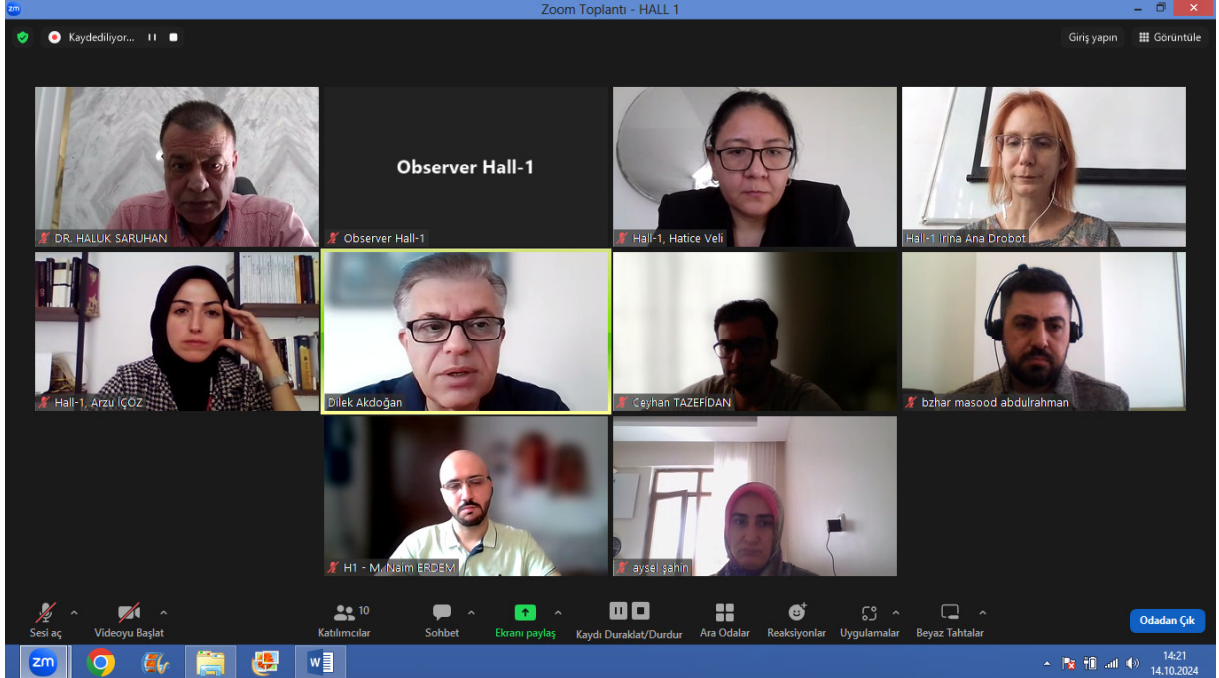 zm
Zoom Toplantı - HALL 1
Kaydediliyor...
Giriş yapın
Görüntüle
DR. HALUK SARUHAN
Observer Hall-1
Observer Hall-1
Hall-1, Hatice Veli
Hall-1 Irina Ana Drobot
Hall-1, Arzu İÇÖZ
Dilek Akdoğan
Ceyhan TAZEFİDAN
bzhar masood abdulrahman
H1 - M. Naim ERDEM
aysel şahin
10
Sesi aç
Videoyu Başlat
Katılımcılar
Sohbet
Ekranı paylaş
Kaydı Duraklat/Durdur
Ara Odalar
Reaksiyonlar
Uygulamalar
Beyaz Tahtalar
Odadan Çık
zm
W
14:21
14.10.2024